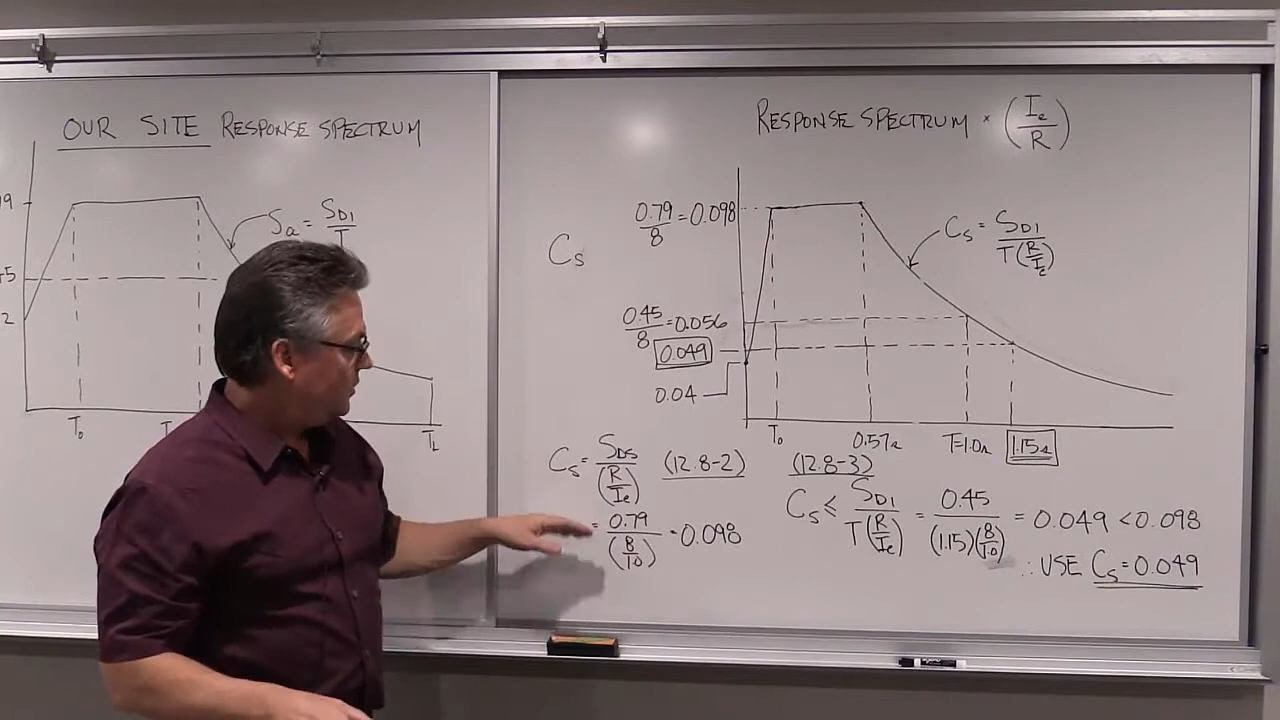 OUR SITE RESPONSE SPECTRUM
Sa = SD1
T
T0
TL
RESPONSE SPECTRUM × (Ie/R)
Cs
0.79/8 = 0.098
0.45/8 = 0.056
0.049
0.04
Cs = SD1 / T(R/Ie)
T0 0.57s T=1.0s 1.15s
Cs = SDS / (R/Ie) (12.8-2)
= 0.79 / (8/1.0) = 0.098
(12.8-3)
Cs ≤ SD1 / T(R/Ie) = 0.45 / (1.15)(8/1.0) = 0.049 < 0.098
∴ USE Cs = 0.049